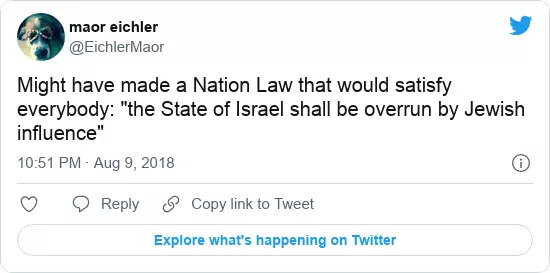 maor eichler
@EichlerMaor
Might have made a Nation Law that would satisfy
everybody: "the State of Israel shall be overrun by Jewish
influence"
10:51 PM · Aug 9, 2018
Reply Copy link to Tweet
Explore what's happening on Twitter